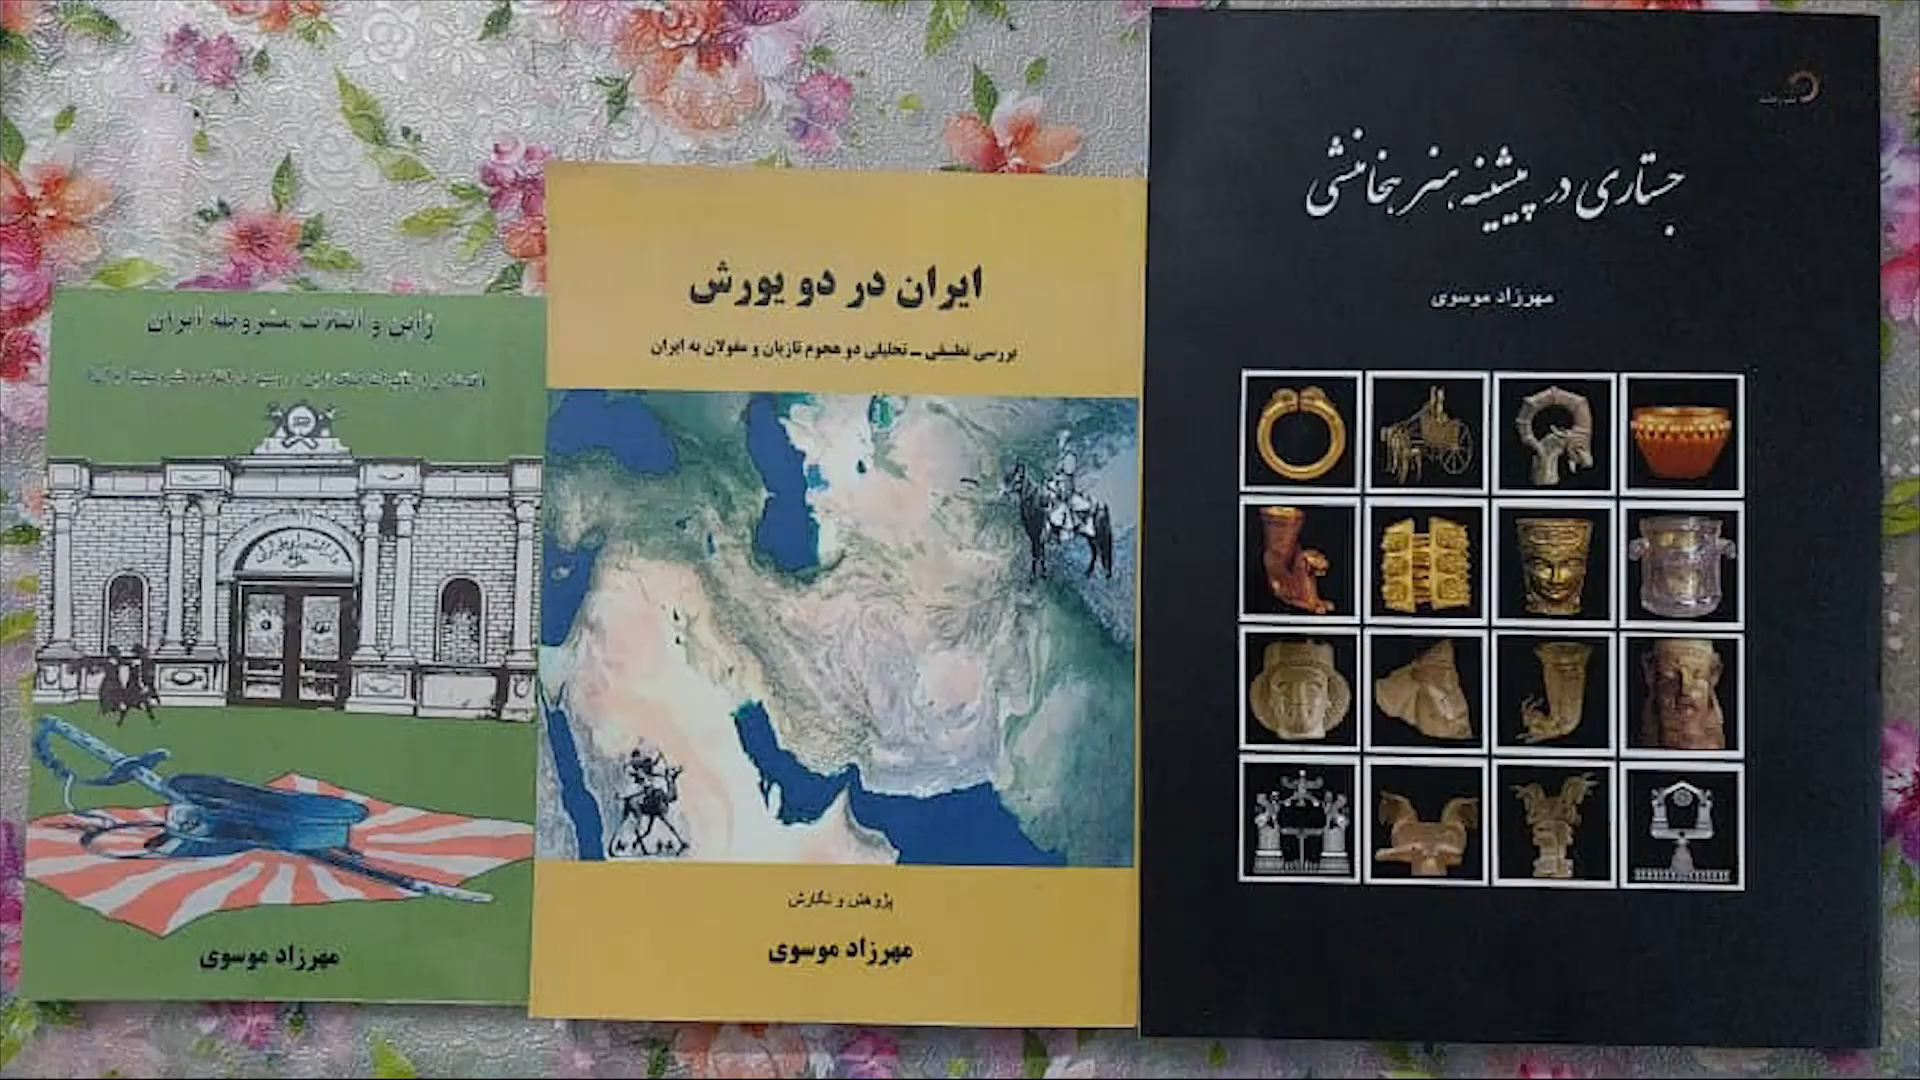 جستاری در پیشینه هنر هخامنشی
مهرزاد موسوی
ایران در دو یورش
بررسی تطبیقی ــ تحلیلی دو هجوم تازیان و مغولان به ایران
پژوهش و نگارش
مهرزاد موسوی
ژاپن و انقلاب مشروطه ایران
مهرزاد موسوی